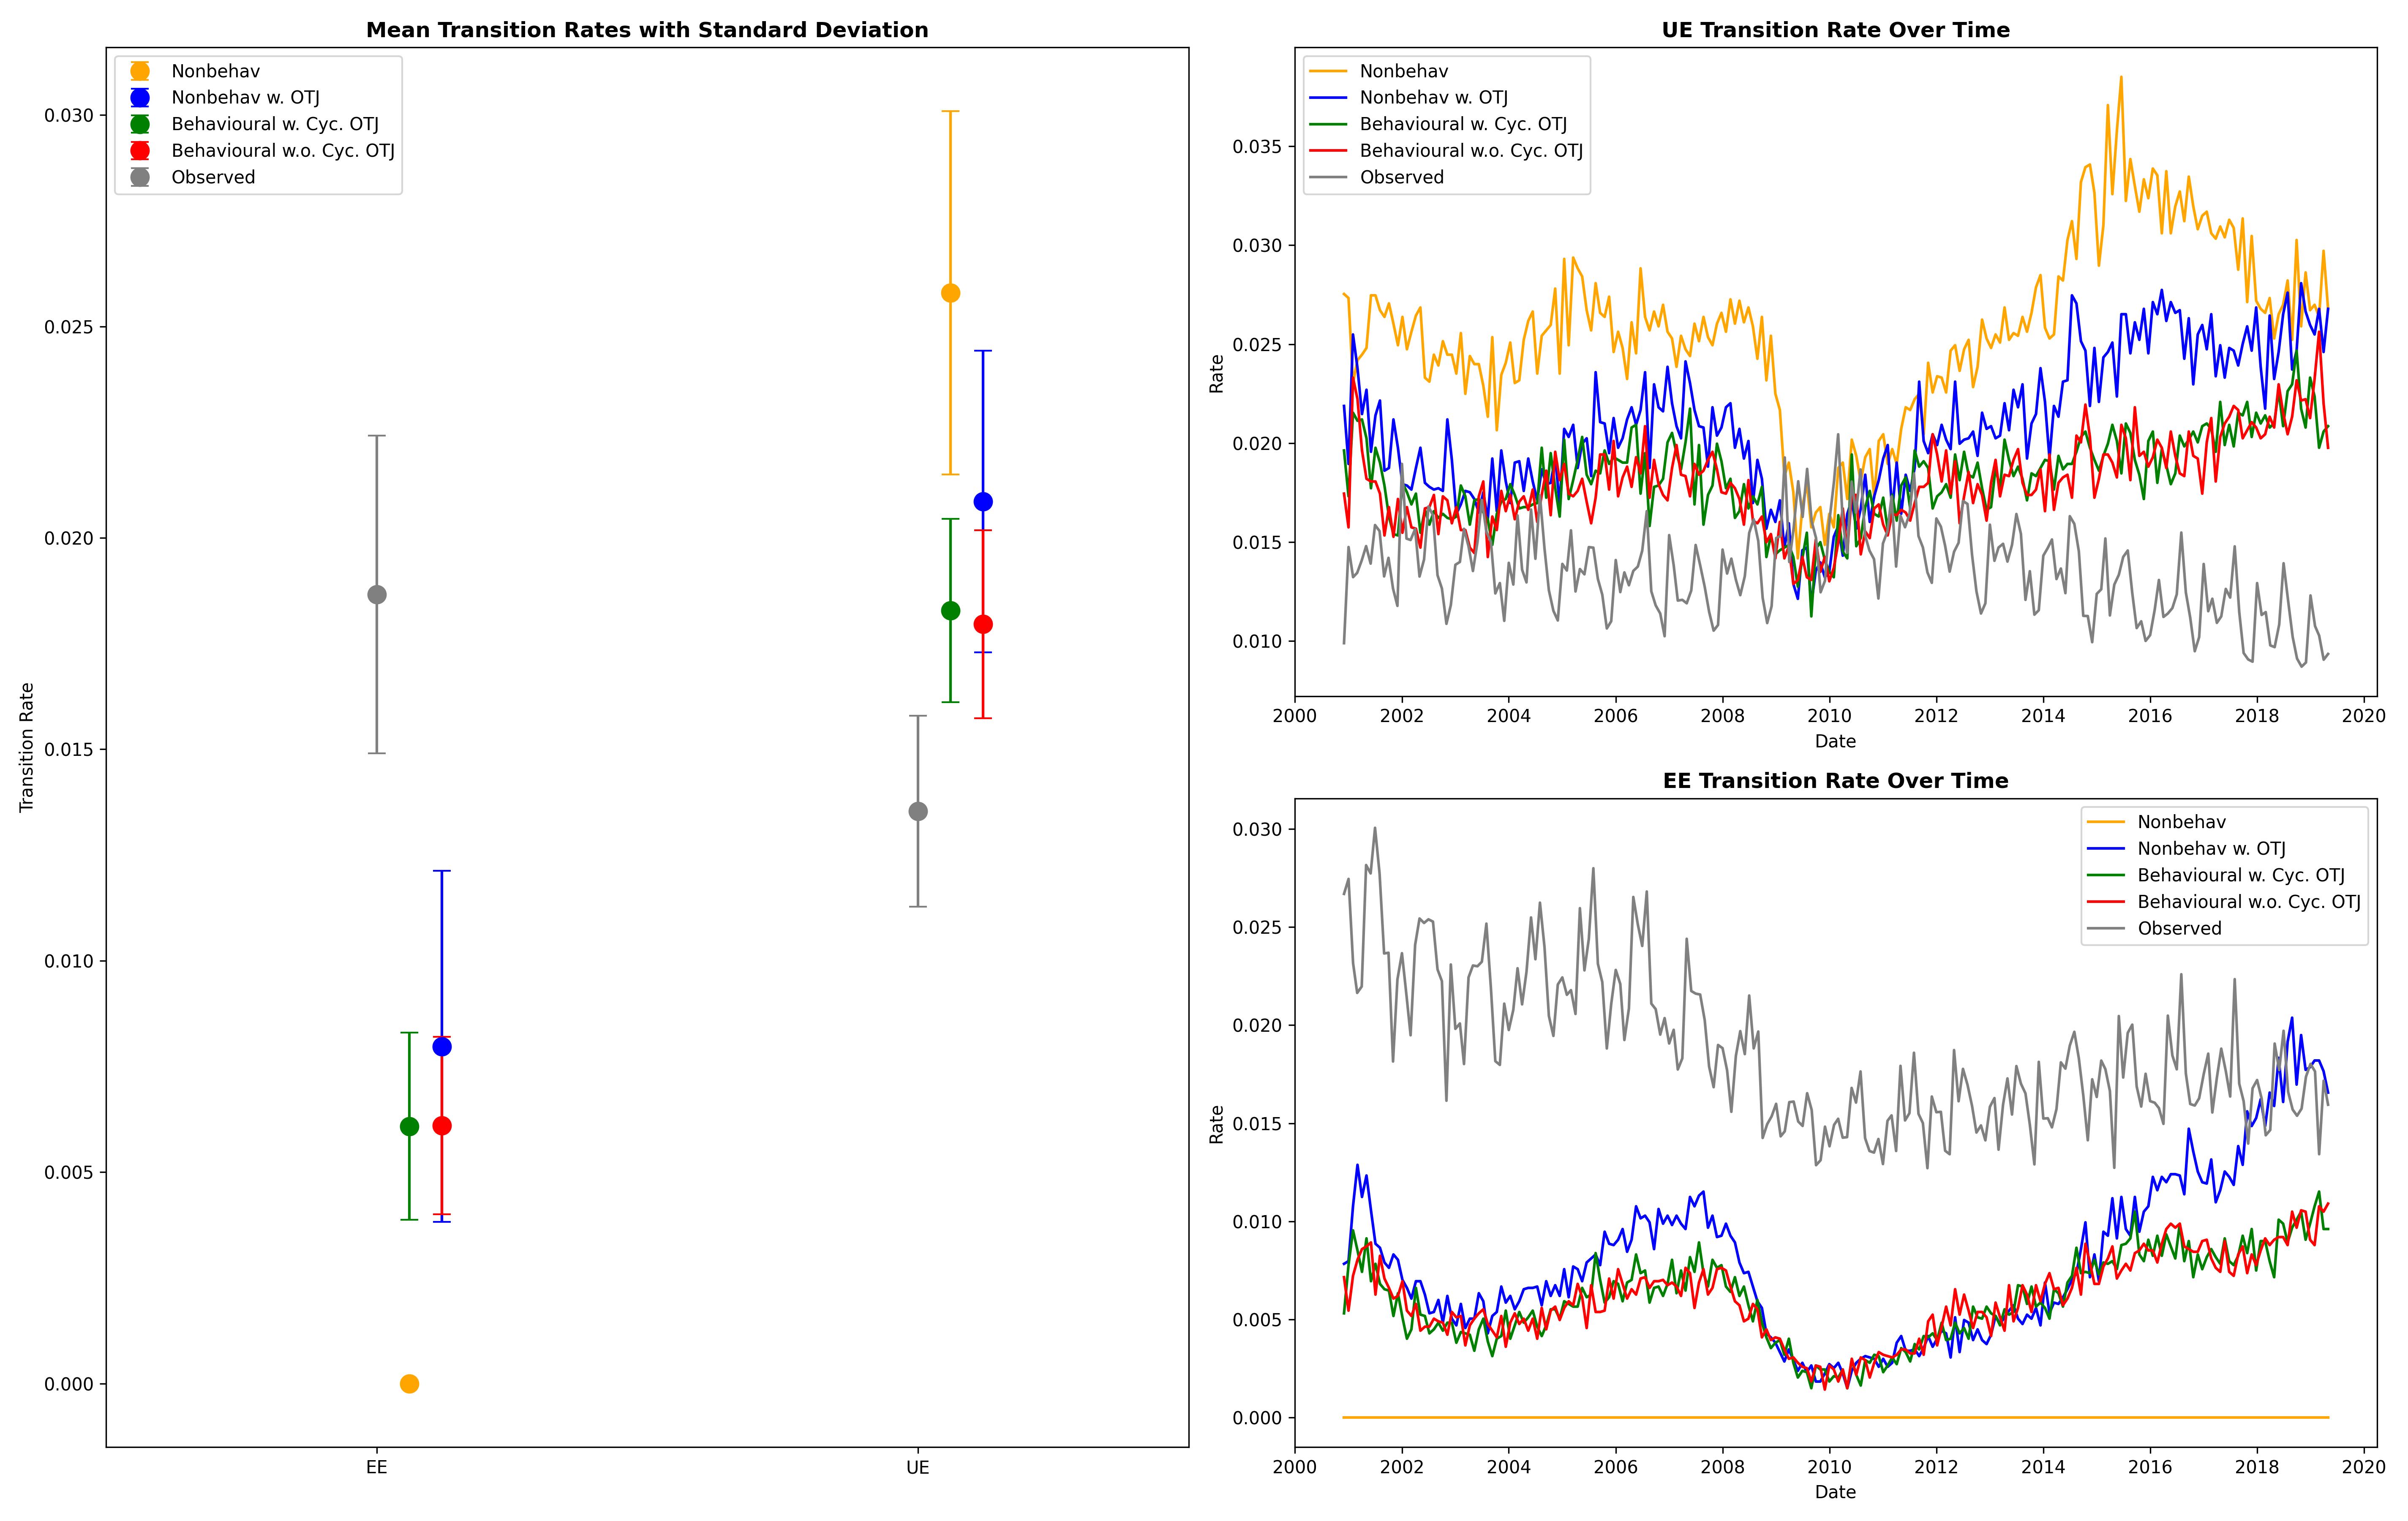 Mean Transition Rates with Standard Deviation
Nonbehav
Nonbehav w. OTJ
Behavioural w. Cyc. OTJ
Behavioural w.o. Cyc. OTJ
Observed
Transition Rate
0.030
0.025
0.020
0.015
0.010
0.005
0.000
EE
UE
UE Transition Rate Over Time
Nonbehav
Nonbehav w. OTJ
Behavioural w. Cyc. OTJ
Behavioural w.o. Cyc. OTJ
Observed
Rate
0.035
0.030
0.025
0.020
0.015
0.010
2000 2002 2004 2006 2008 2010 2012 2014 2016 2018 2020
Date
EE Transition Rate Over Time
Nonbehav
Nonbehav w. OTJ
Behavioural w. Cyc. OTJ
Behavioural w.o. Cyc. OTJ
Observed
Rate
0.030
0.025
0.020
0.015
0.010
0.005
0.000
2000 2002 2004 2006 2008 2010 2012 2014 2016 2018 2020
Date